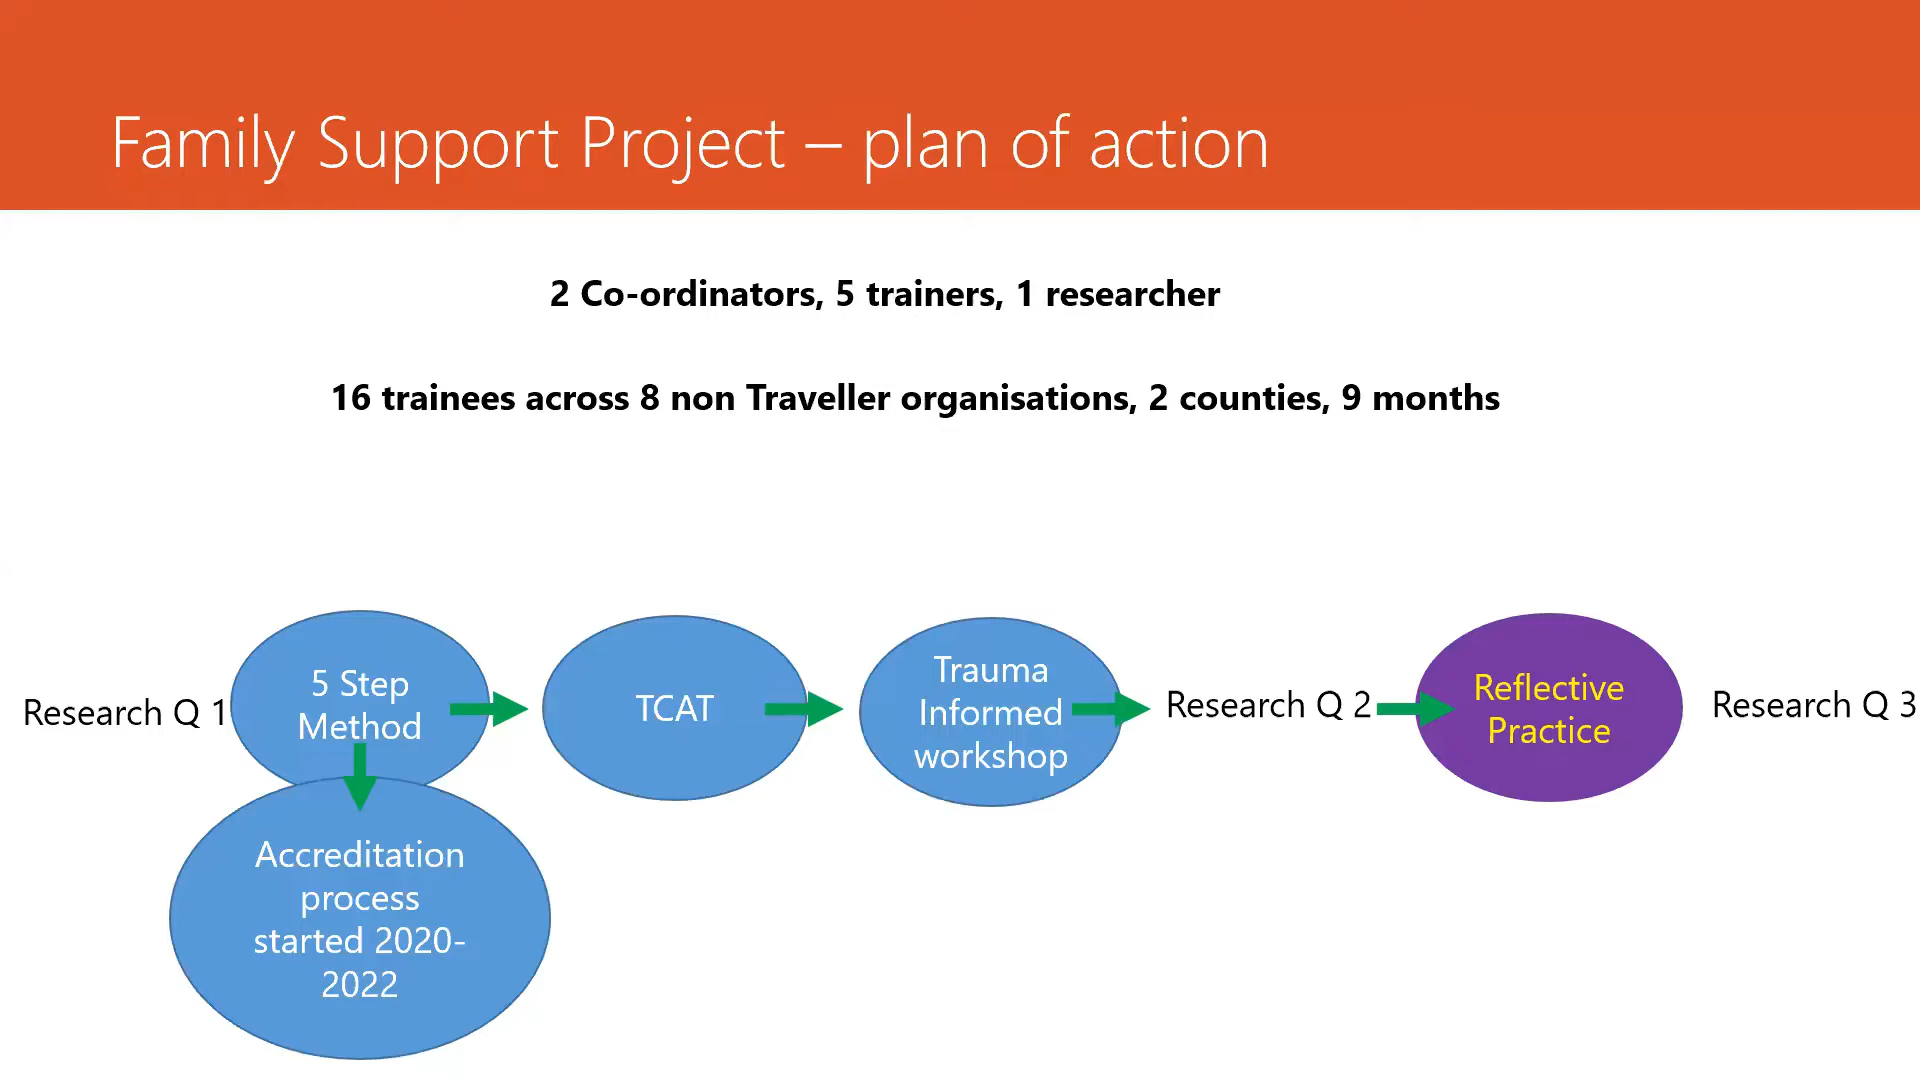 Family Support Project – plan of action
2 Co-ordinators, 5 trainers, 1 researcher
16 trainees across 8 non Traveller organisations, 2 counties, 9 months
Research Q 1
5 Step
Method
Accreditation
process
started 2020-
2022
TCAT
Trauma
Informed
workshop
Research Q 2
Reflective
Practice
Research Q 3